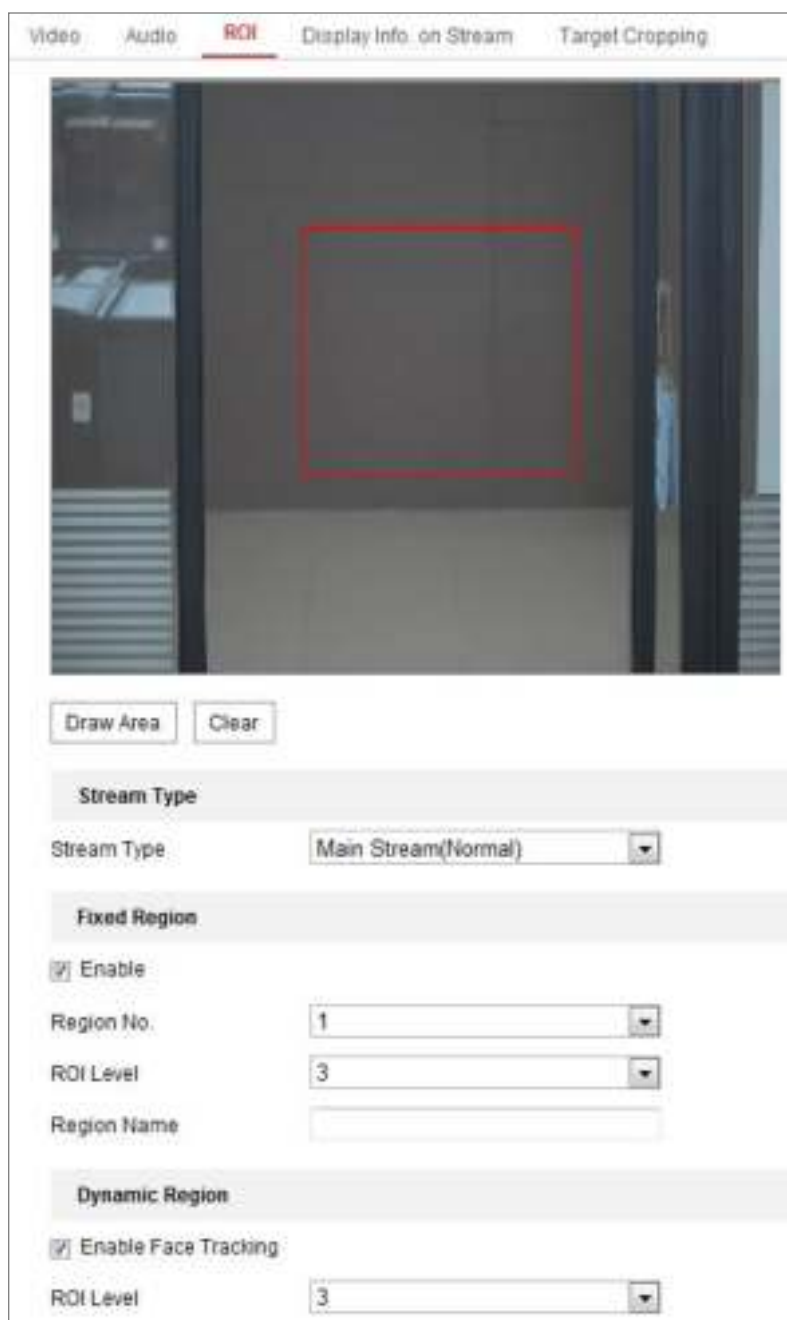 Video Audio ROI Display Info. on Stream Target Cropping
Draw Area Clear
Stream Type
Stream Type Main Stream(Normal)
Fixed Region
Enable
Region No. 1
ROI Level 3
Region Name
Dynamic Region
Enable Face Tracking
ROI Level 3